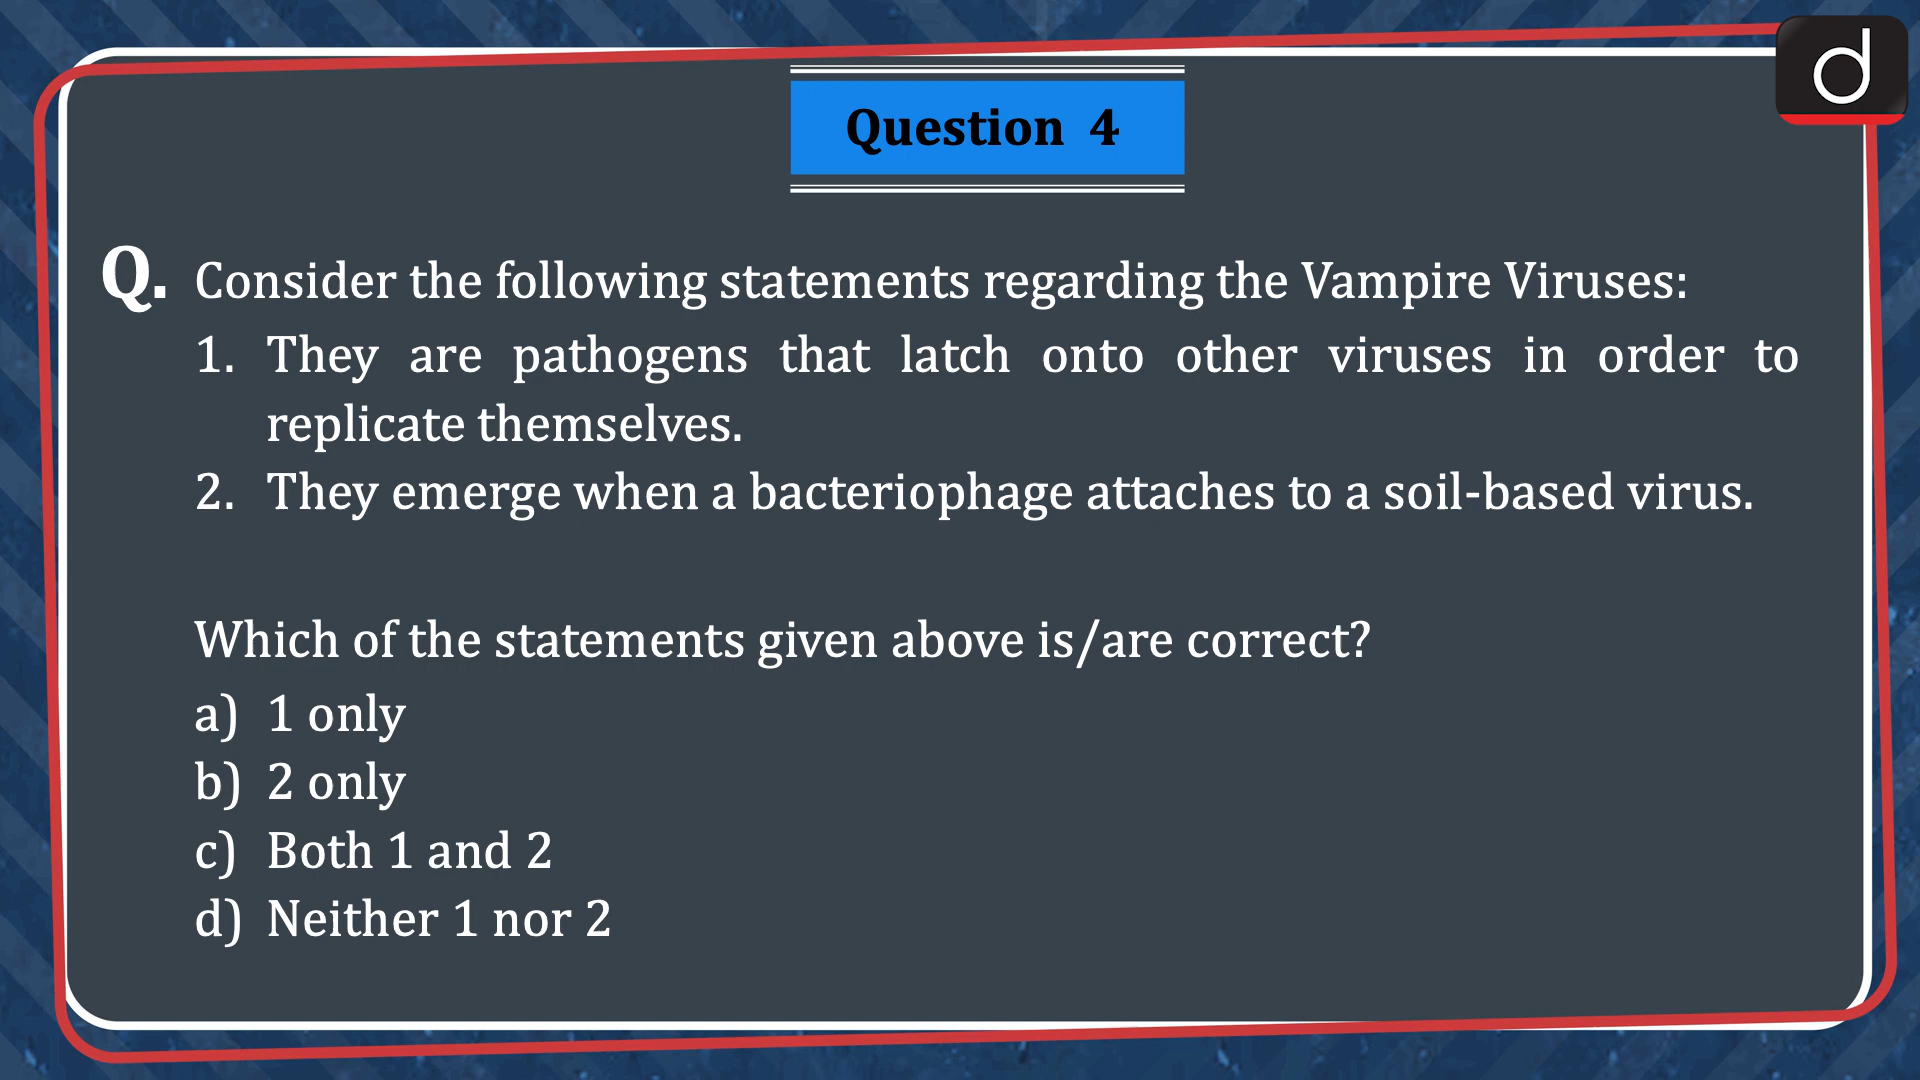 d
Question 4
Q. Consider the following statements regarding the Vampire Viruses:
1. They are pathogens that latch onto other viruses in order to
replicate themselves.
2. They emerge when a bacteriophage attaches to a soil-based virus.
Which of the statements given above is/are correct?
a) 1 only
b) 2 only
c) Both 1 and 2
d) Neither 1 nor 2